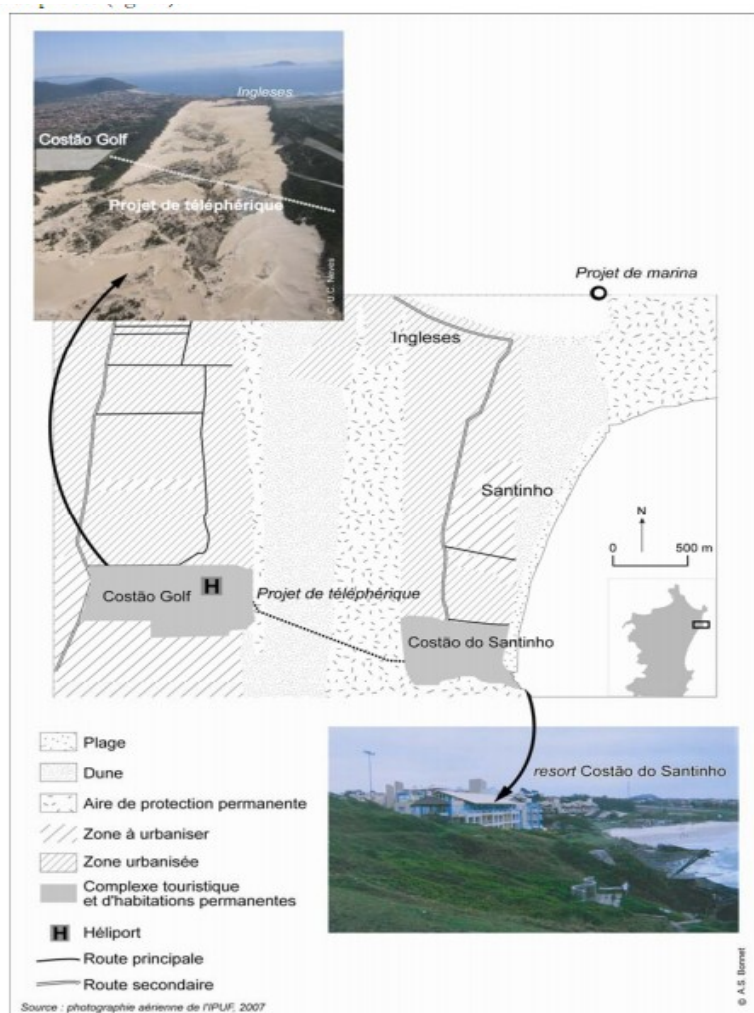 Ingleses
Costão Golf
Projet de téléphérique
© U.C. Neves
Projet de marina
Ingleses
Santinho
N
0 500 m
Costão Golf
H
Projet de téléphérique
Costão do Santinho
Plage
Dune
Aire de protection permanente
Zone à urbaniser
Zone urbanisée
Complexe touristique
et d'habitations permanentes
H Héliport
Route principale
Route secondaire
resort Costão do Santinho
© A.S. Bonnet
Source : photographie aérienne de l'IPUF, 2007